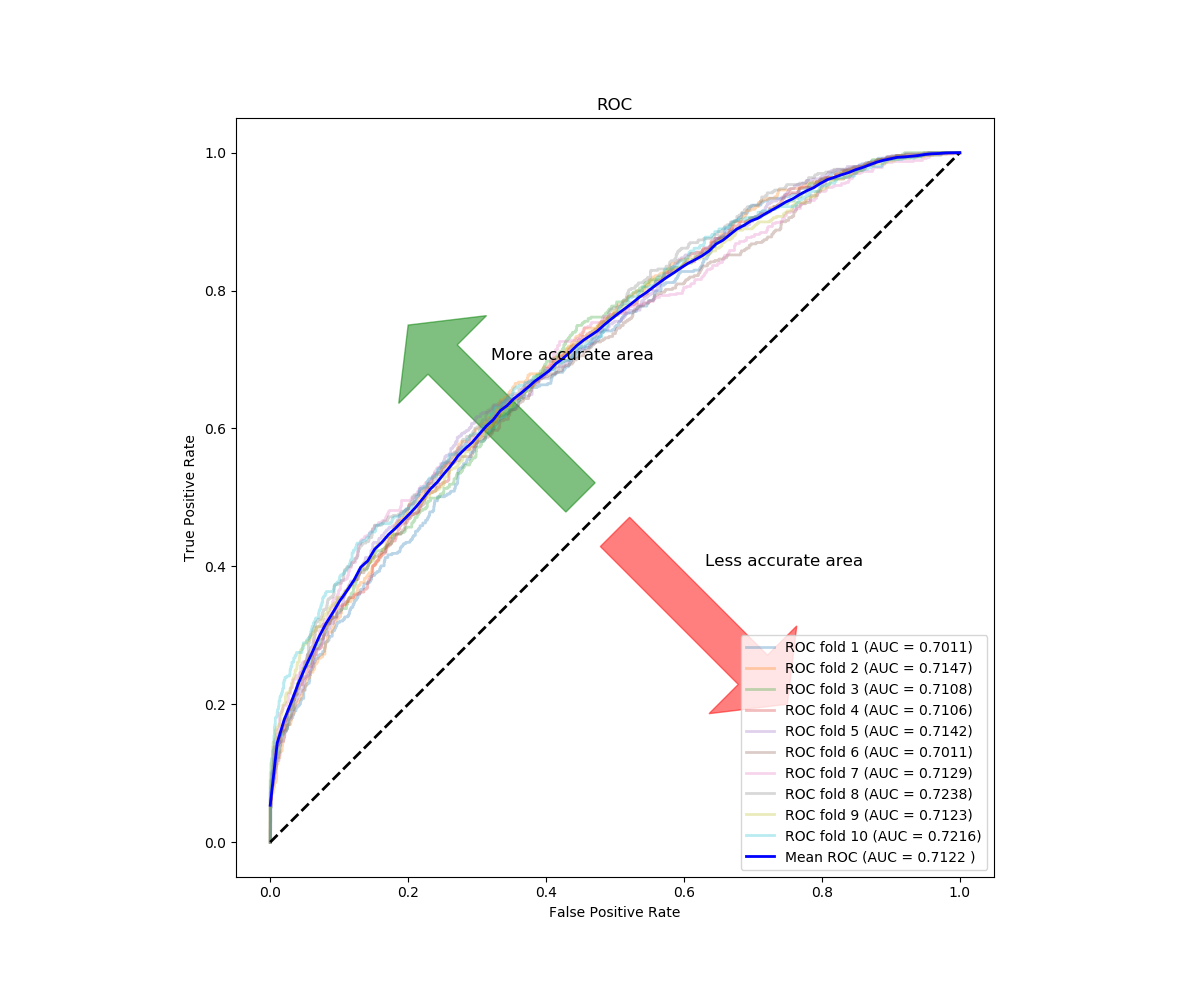 ROC
1.0
0.8
0.6
0.4
0.2
0.0
True Positive Rate
More accurate area
Less accurate area
ROC fold 1 (AUC = 0.7011)
ROC fold 2 (AUC = 0.7147)
ROC fold 3 (AUC = 0.7108)
ROC fold 4 (AUC = 0.7106)
ROC fold 5 (AUC = 0.7142)
ROC fold 6 (AUC = 0.7011)
ROC fold 7 (AUC = 0.7129)
ROC fold 8 (AUC = 0.7238)
ROC fold 9 (AUC = 0.7123)
ROC fold 10 (AUC = 0.7216)
Mean ROC (AUC = 0.7122 )
0.0 0.2 0.4 0.6 0.8 1.0
False Positive Rate